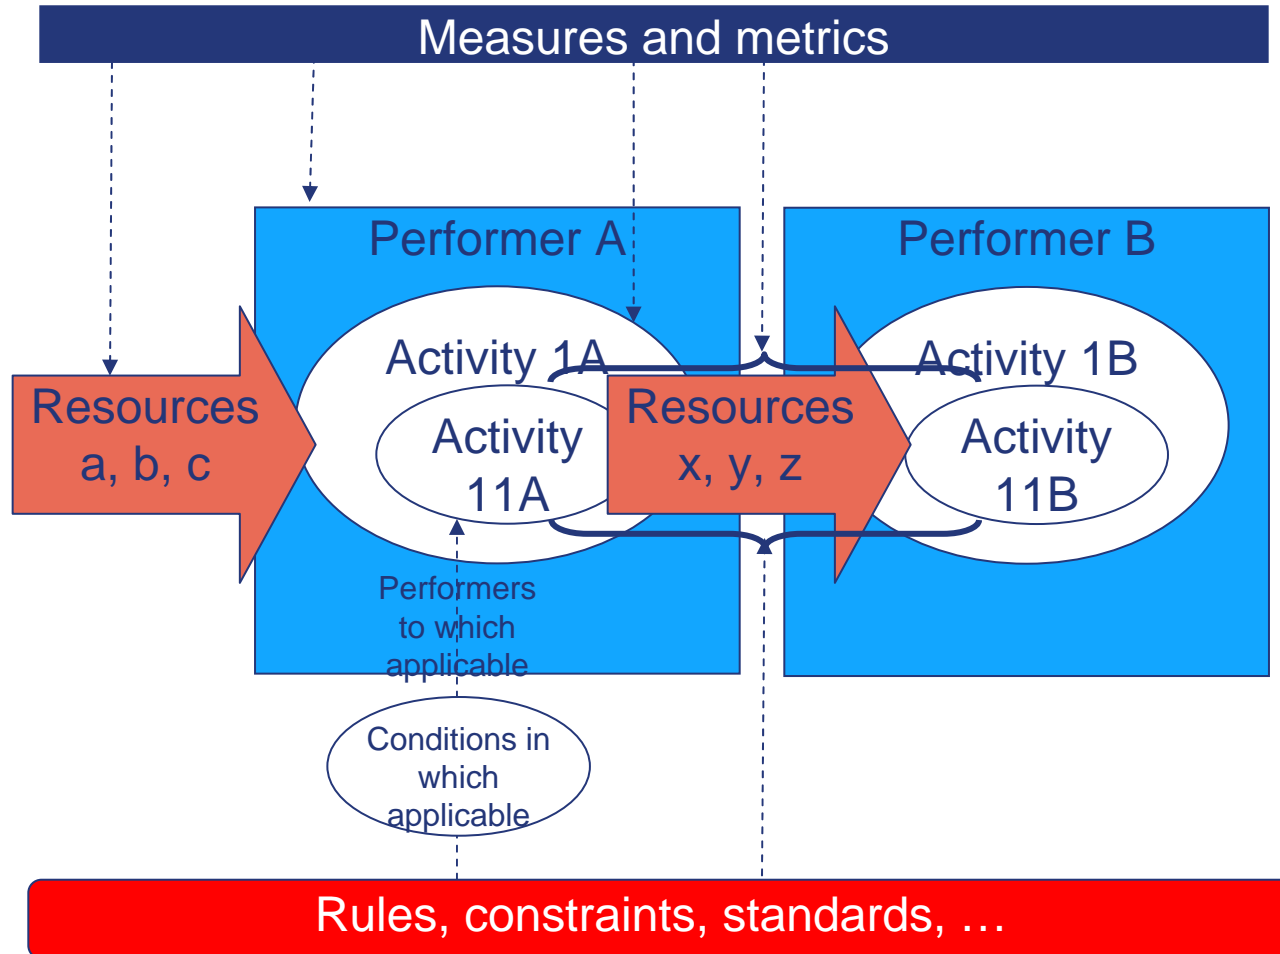 Measures and metrics
Performer A
Performer B
Activity 1A
Activity 1B
Resources
a, b, c
Activity
11A
Resources
x, y, z
Activity
11B
Performers
to which
applicable
Conditions in
which
applicable
Rules, constraints, standards, …